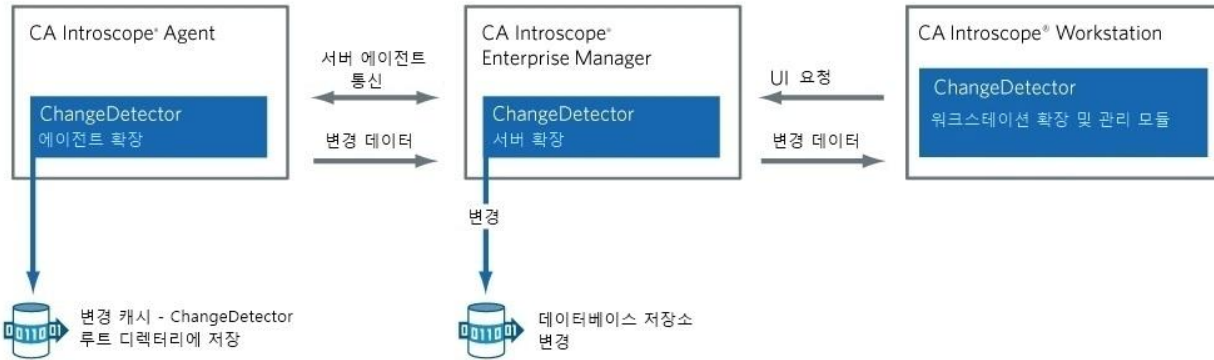 CA Introscope® Agent
ChangeDetector
에이전트 확장
서버 에이전트
통신
변경 데이터
CA Introscope®
Enterprise Manager
ChangeDetector
서버 확장
UI 요청
변경 데이터
CA Introscope® Workstation
ChangeDetector
워크스테이션 확장 및 관리 모듈
변경
0011001
변경 캐시 - ChangeDetector
루트 디렉터리에 저장
0011001
데이터베이스 저장소
변경